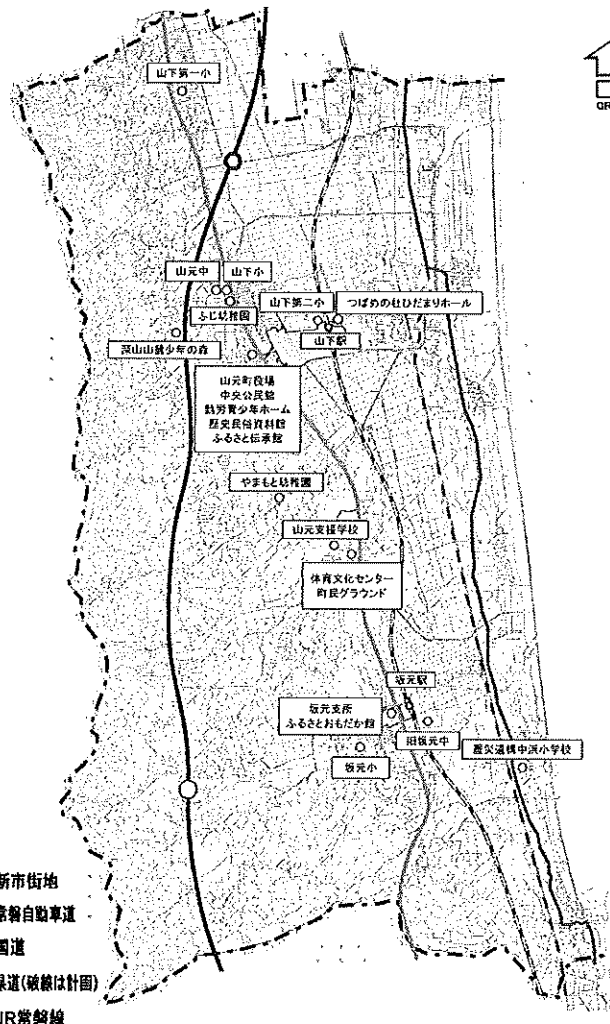 山下第一小
山元中
山下小
ふじ幼稚園
山下第二小
つばめの杜ひだまりホール
山下駅
深山山麓少年の森
山元町役場
中央公民館
勤労青少年ホーム
歴史民俗資料館
ふるさと伝承館
やまもと幼稚園
山元支援学校
体育文化センター
町民グラウンド
坂元駅
坂元支所
ふるさとおもだか館
旧坂元中
震災遺構中浜小学校
坂元小
新市街地
常磐自動車道
国道
県道(破線は計画)
JR常磐線